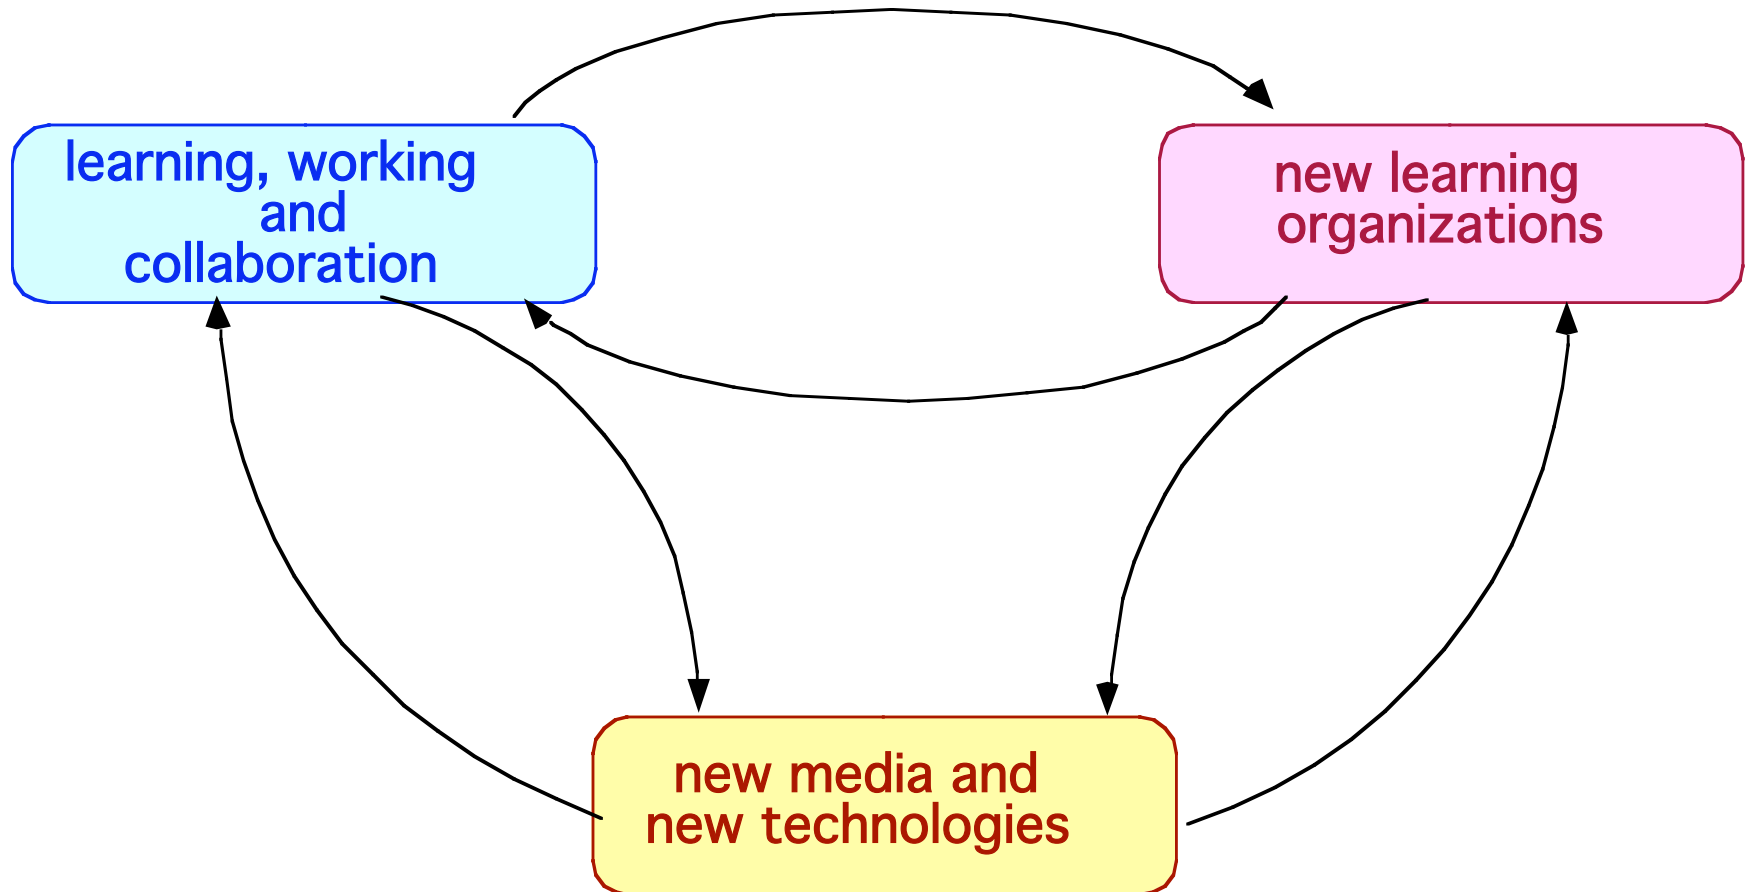 learning, working
and
collaboration
new learning
organizations
new media and
new technologies